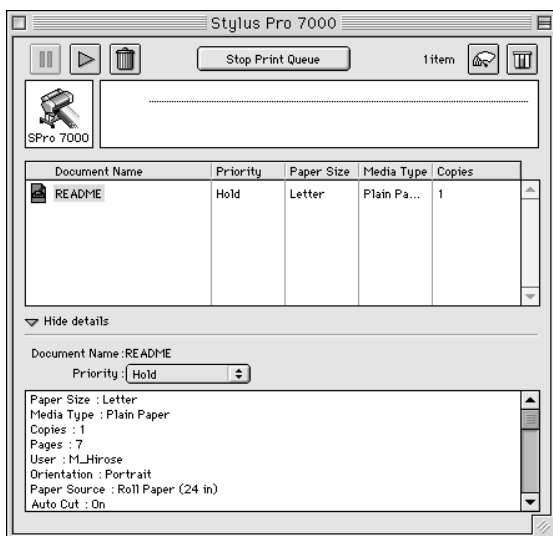 Stylus Pro 7000
Stop Print Queue
1 item
SPro 7000
Document Name Priority Paper Size Media Type Copies
README Hold Letter Plain Pa... 1
Hide details
Document Name :README
Priority : Hold
Paper Size : Letter
Media Type : Plain Paper
Copies : 1
Pages : 7
User : M_Hirose
Orientation : Portrait
Paper Source : Roll Paper (24 in)
Auto Cut : On